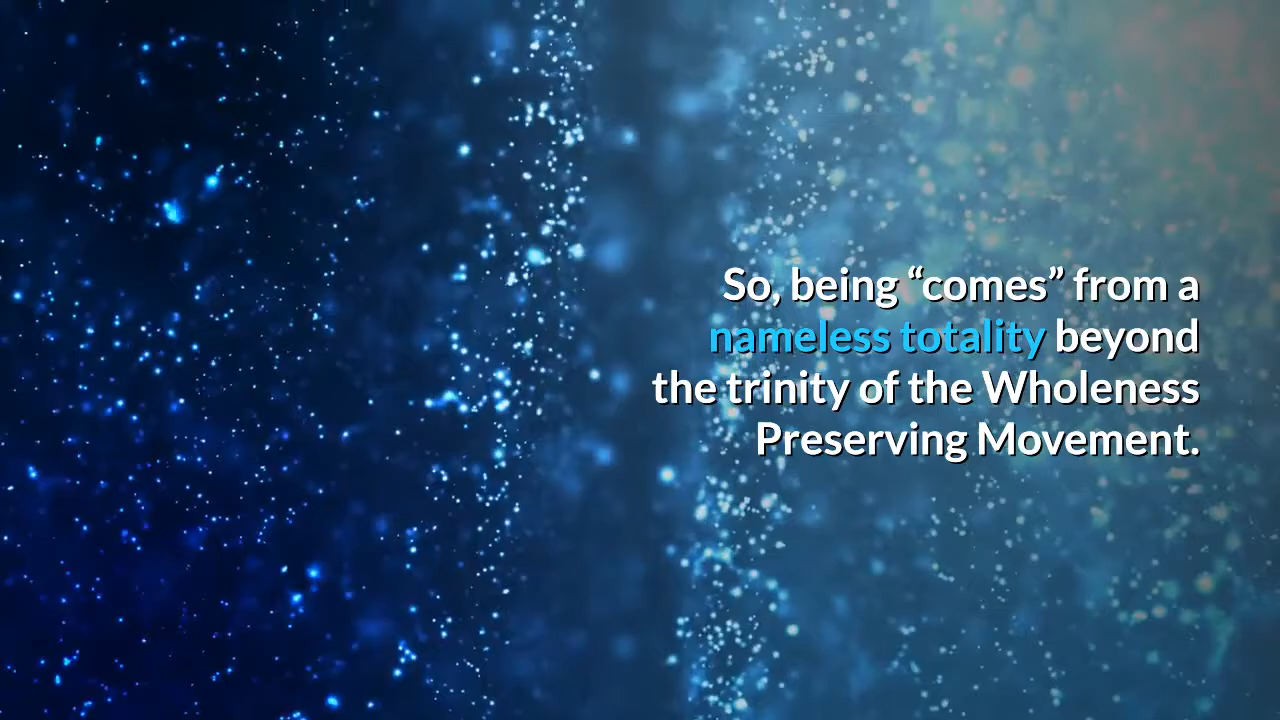 So, being “comes” from a
nameless totality beyond
the trinity of the Wholeness
Preserving Movement.